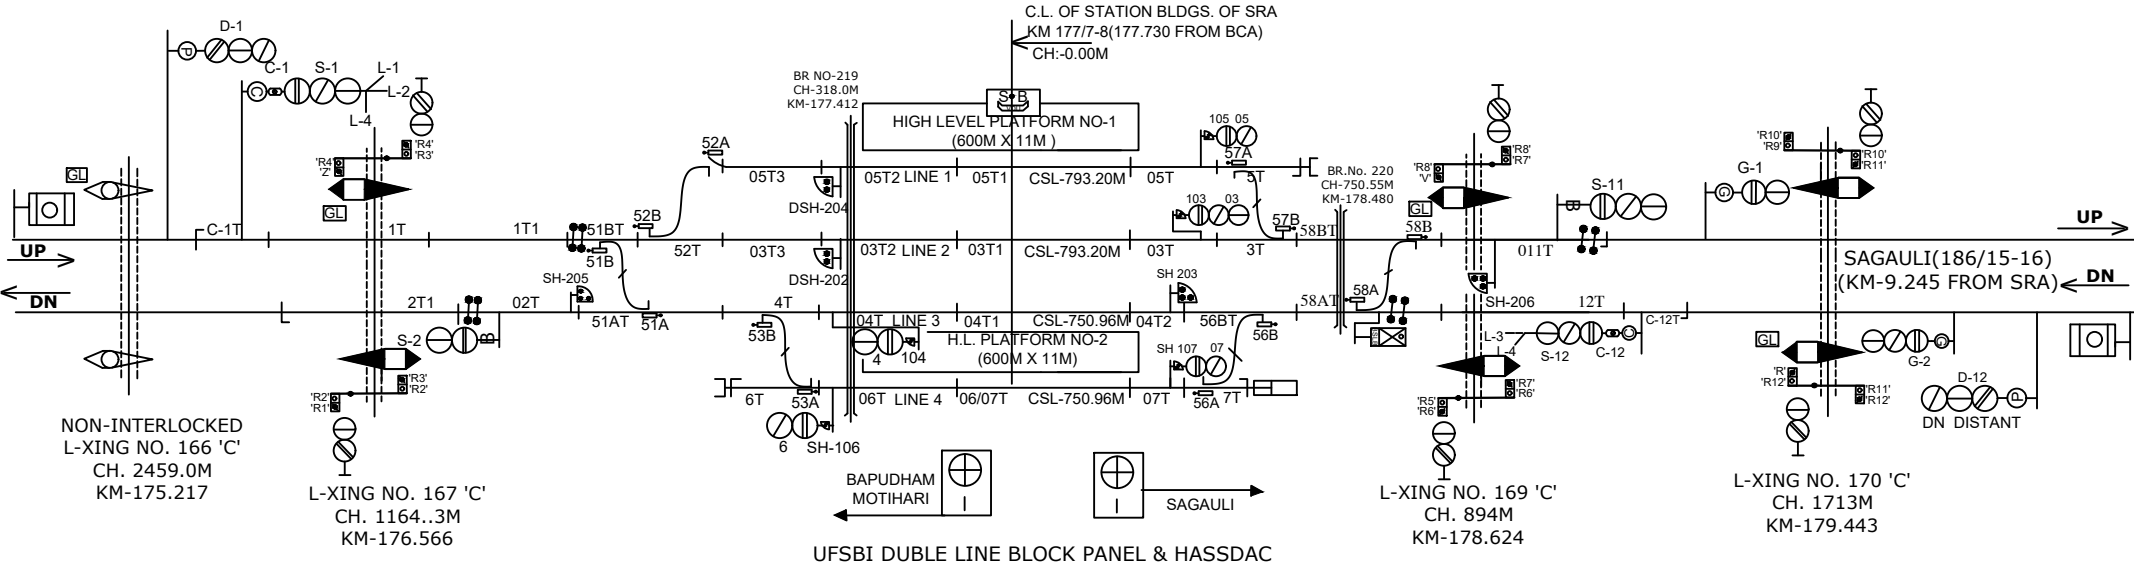 C.L. OF STATION BLDGS. OF SRA
KM 177/7-8(177.730 FROM BCA)
CH:-0.00M
D-1
P
C-1 S-1 L-1
C
L-2
L-4
BR NO-219
CH-318.0M
KM-177.412
S B
HIGH LEVEL PLATFORM NO-1
(600M X 11M )
105 05
57A
52A
'R4'
'R3'
'R4'
'Z'
GL
GL
05T3
05T2 LINE 1 05T1 CSL-793.20M 05T 5T
DSH-204
BR.No. 220
CH-750.55M
KM-178.480
'R8'
'R7'
'R8'
'V'
GL
'R10'
'R9'
'R10'
'R11'
G-1
G
S-11
B
103 03
57B
58BT
58B
C-1T 1T 1T1 51BT 52B
51B
52T 03T3 03T2 LINE 2 03T1 CSL-793.20M 03T 3T
011T
UP
UP
DSH-202
SH-205
SH 203
58A
58AT
SH-206
SAGAULI(186/15-16)
(KM-9.245 FROM SRA)
DN
DN
2T1 02T 51AT 51A 4T 53B
04T LINE 3 04T1 CSL-750.96M 04T2 56BT 56B
12T
C-12T
S-2
B
4 104
H.L. PLATFORM NO-2
(600M X 11M)
SH 107 07
L-3
L-4
S-12 C-12
C
GL
G-2
G
'R3'
'R2'
'R2'
'R1'
6T 53A 06T LINE 4 06/07T CSL-750.96M 07T 56A 7T
'R7'
'R6'
'R5'
'R6'
'R'
'R12'
'R11'
'R12'
D-12
P
DN DISTANT
6 SH-106
NON-INTERLOCKED
L-XING NO. 166 'C'
CH. 2459.0M
KM-175.217
L-XING NO. 167 'C'
CH. 1164..3M
KM-176.566
BAPUDHAM
MOTIHARI
SAGAULI
L-XING NO. 169 'C'
CH. 894M
KM-178.624
L-XING NO. 170 'C'
CH. 1713M
KM-179.443
UFSBI DUBLE LINE BLOCK PANEL & HASSDAC